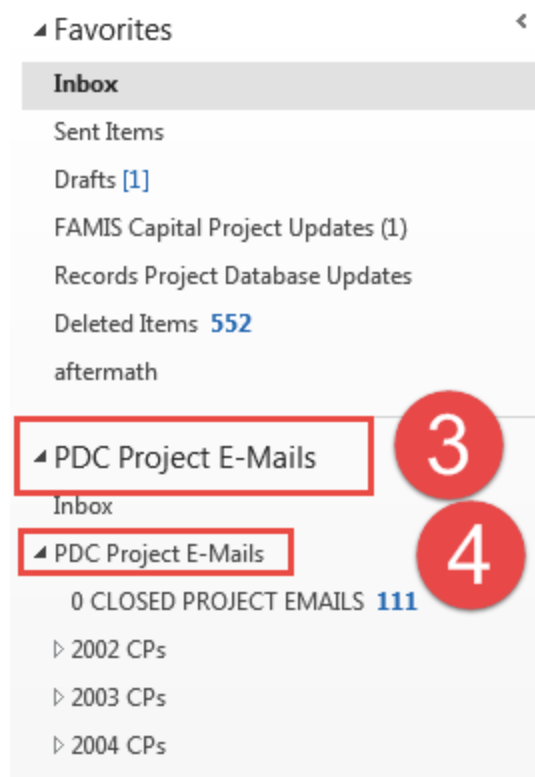 Favorites
Inbox
Sent Items
Drafts [1]
FAMIS Capital Project Updates (1)
Records Project Database Updates
Deleted Items 552
aftermath
PDC Project E-Mails
3
Inbox
PDC Project E-Mails
4
0 CLOSED PROJECT EMAILS 111
2002 CPs
2003 CPs
2004 CPs